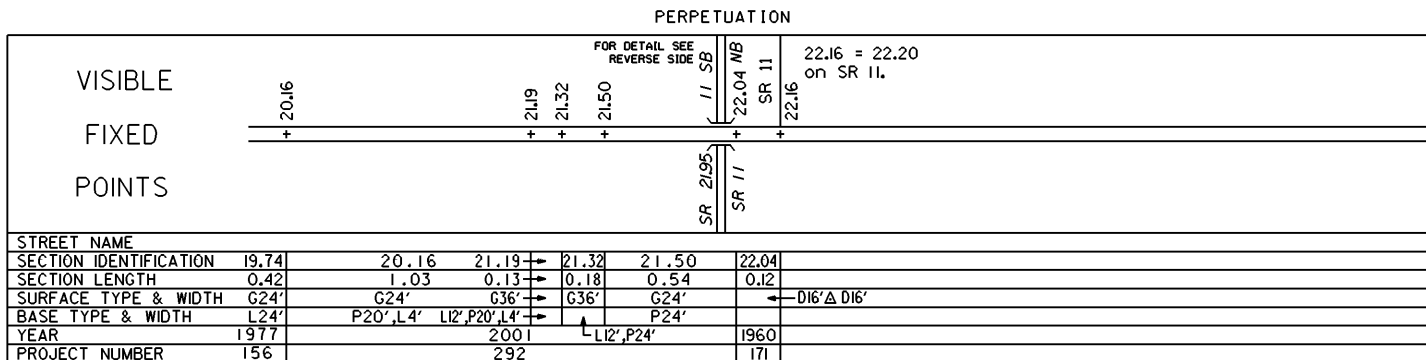 PERPETUATION
VISIBLE
FIXED
POINTS
FOR DETAIL SEE
REVERSE SIDE
20.16
21.19
21.32
21.50
11 SB
22.04 NB
SR 11
22.16
22.16 = 22.20
on SR 11.
+ + + + + +
SR 21.95
SR 11
STREET NAME
SECTION IDENTIFICATION 19.74 20.16 21.19 → 21.32 21.50 22.04
SECTION LENGTH 0.42 1.03 0.13 → 0.18 0.54 0.12
SURFACE TYPE & WIDTH G24' G24' G36' → G36' G24' ← D16'Δ D16'
BASE TYPE & WIDTH L24' P20',L4' L12',P20',L4' → P24'
YEAR 1977 2001 L12',P24' 1960
PROJECT NUMBER 156 292 171